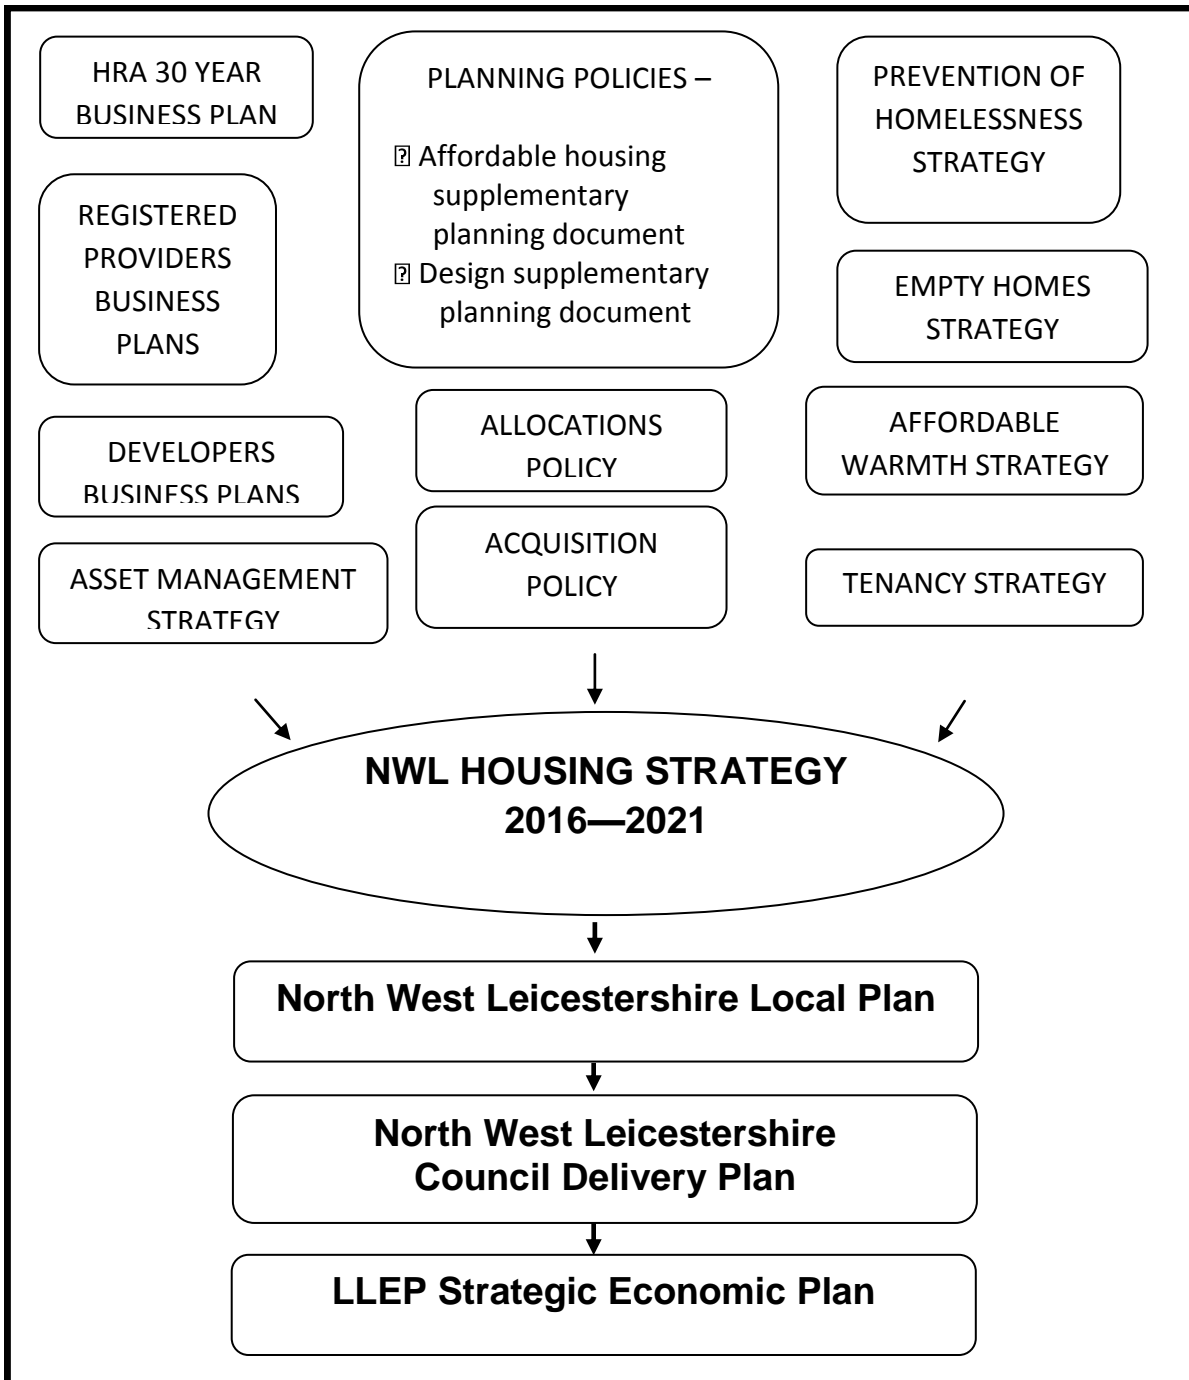 HRA 30 YEAR
BUSINESS PLAN
REGISTERED
PROVIDERS
BUSINESS
PLANS
DEVELOPERS
BUSINESS PLANS
ASSET MANAGEMENT
STRATEGY
PLANNING POLICIES –
Affordable housing
supplementary
planning document
Design supplementary
planning document
ALLOCATIONS
POLICY
ACQUISITION
POLICY
PREVENTION OF
HOMELESSNESS
STRATEGY
EMPTY HOMES
STRATEGY
AFFORDABLE
WARMTH STRATEGY
TENANCY STRATEGY
NWL HOUSING STRATEGY
2016—2021
North West Leicestershire Local Plan
North West Leicestershire
Council Delivery Plan
LLEP Strategic Economic Plan